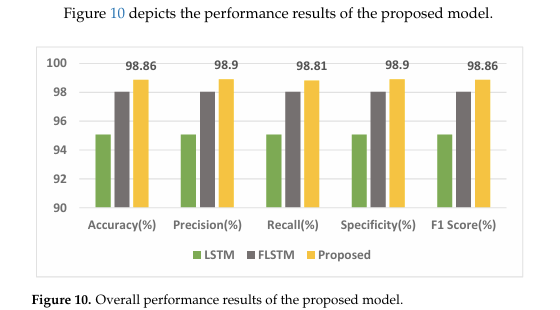 Figure 10 depicts the performance results of the proposed model.
100
98
96
94
92
90
98.86
98.9
98.81
98.9
98.86
Accuracy(%) Precision(%) Recall(%) Specificity(%) F1 Score(%)
LSTM FLSTM Proposed
Figure 10. Overall performance results of the proposed model.